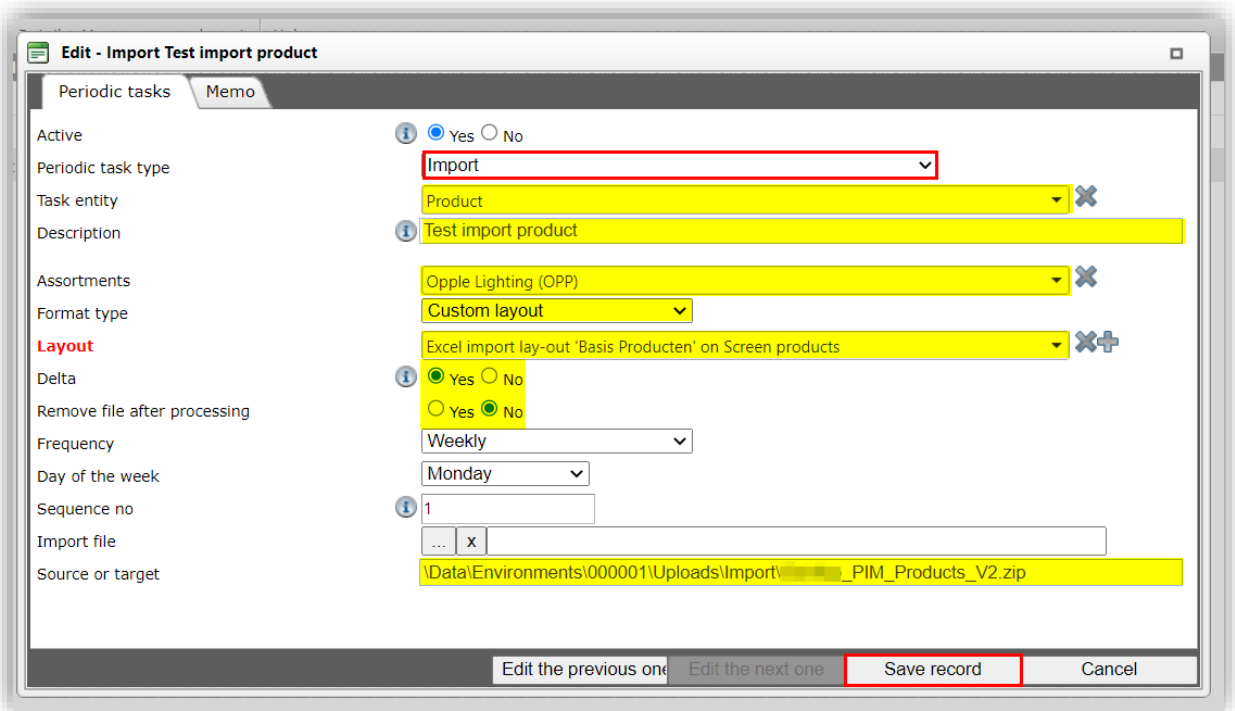 Edit - Import Test import product
Periodic tasks Memo
Active Yes No
Periodic task type Import
Task entity Product
Description Test import product
Assortments Opple Lighting (OPP)
Format type Custom layout
Layout Excel import lay-out 'Basis Producten' on Screen products
Delta Yes No
Remove file after processing Yes No
Frequency Weekly
Day of the week Monday
Sequence no 1
Import file ... x
Source or target \Data\Environments\000001\Uploads\Import\ _PIM_Products_V2.zip
Edit the previous one Edit the next one Save record Cancel